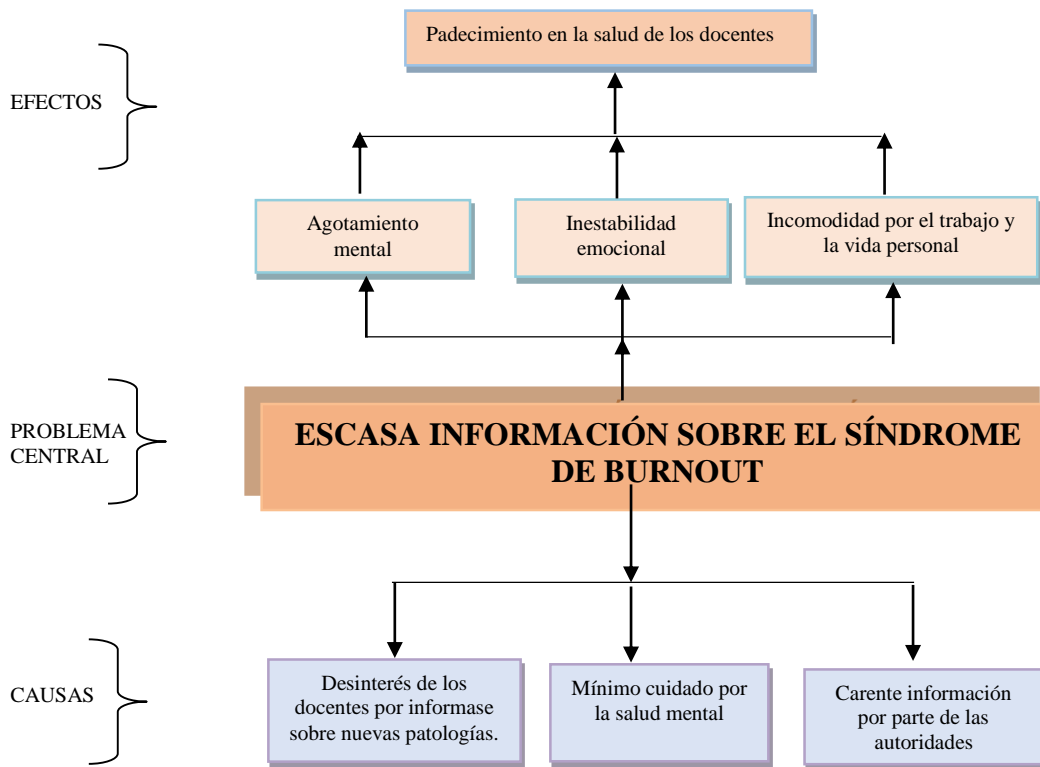 Padecimiento en la salud de los docentes
EFECTOS
Agotamiento
mental
Inestabilidad
emocional
Incomodidad por el trabajo y
la vida personal
PROBLEMA
CENTRAL
ESCASA INFORMACIÓN SOBRE EL SÍNDROME
DE BURNOUT
CAUSAS
Desinterés de los
docentes por informase
sobre nuevas patologías.
Mínimo cuidado por
la salud mental
Carente información
por parte de las
autoridades